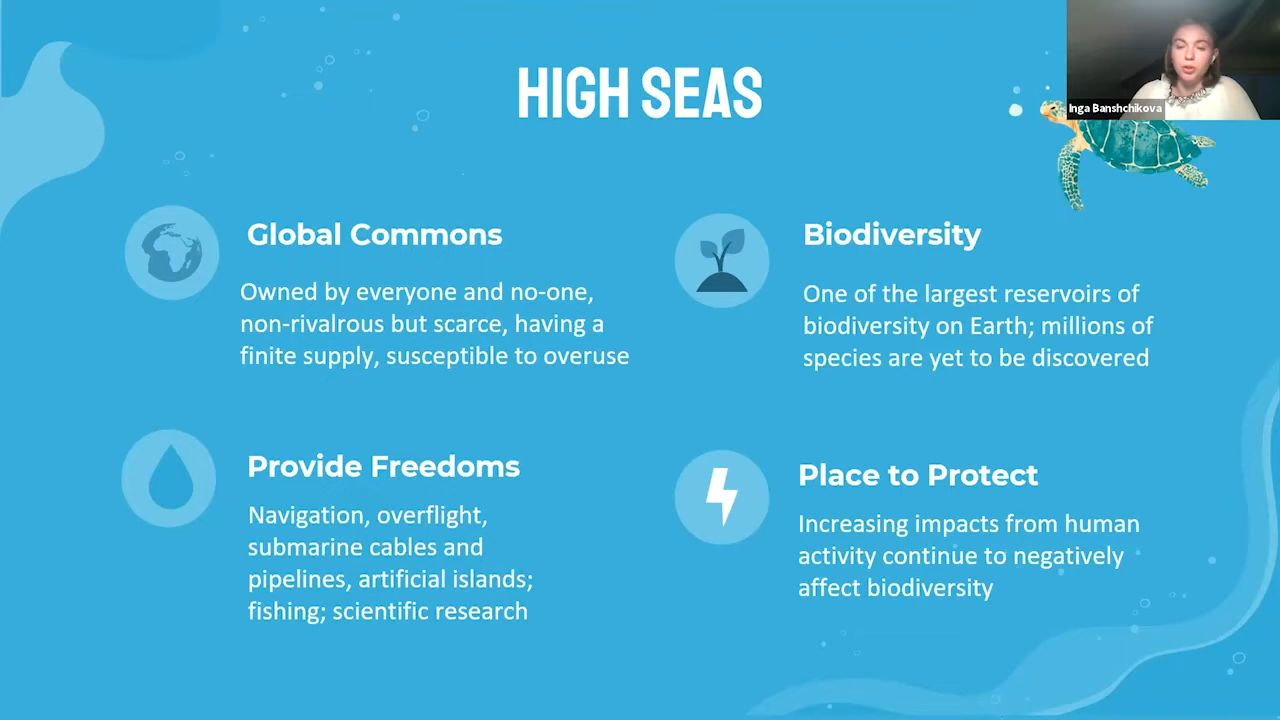 HIGH SEAS
Inga Banshchikova
Global Commons
Owned by everyone and no-one,
non-rivalrous but scarce, having a
finite supply, susceptible to overuse
Biodiversity
One of the largest reservoirs of
biodiversity on Earth; millions of
species are yet to be discovered
Provide Freedoms
Navigation, overflight,
submarine cables and
pipelines, artificial islands;
fishing; scientific research
Place to Protect
Increasing impacts from human
activity continue to negatively
affect biodiversity